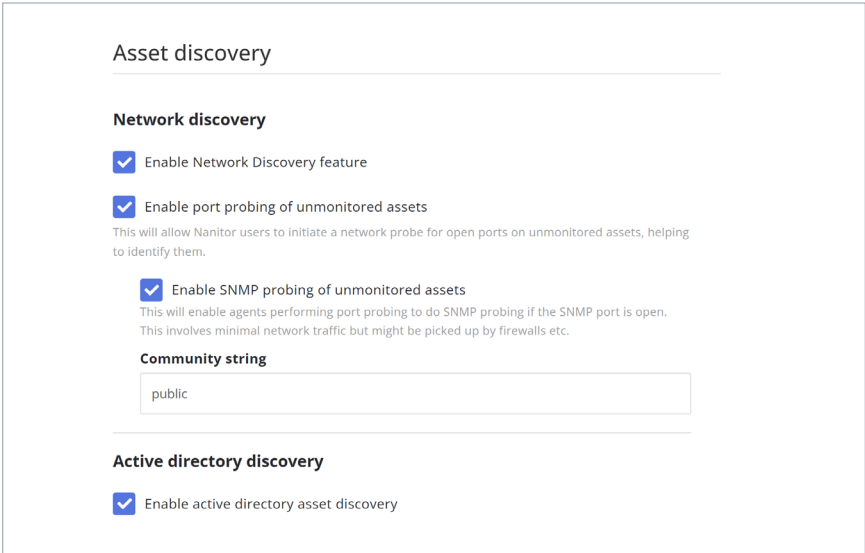 Asset discovery
Network discovery
Enable Network Discovery feature
Enable port probing of unmonitored assets
This will allow Nanitor users to initiate a network probe for open ports on unmonitored assets, helping
to identify them.
Enable SNMP probing of unmonitored assets
This will enable agents performing port probing to do SNMP probing if the SNMP port is open.
This involves minimal network traffic but might be picked up by firewalls etc.
Community string
public
Active directory discovery
Enable active directory asset discovery